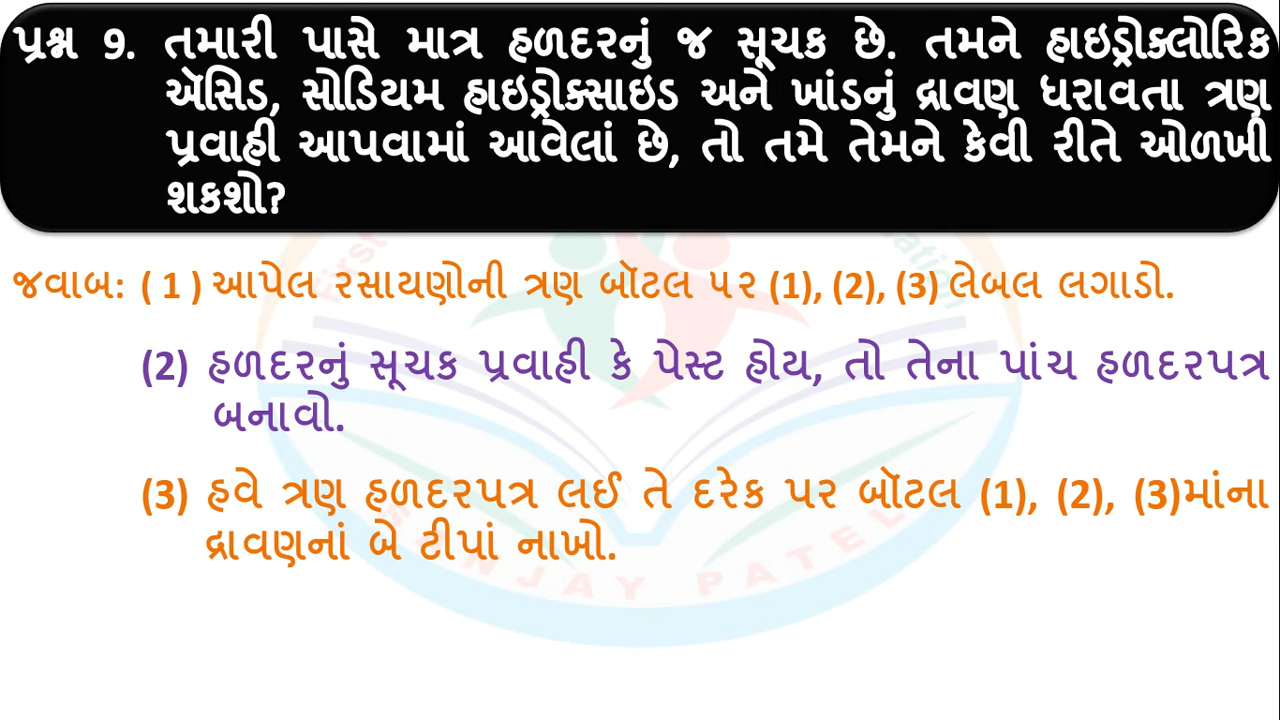 પ્રશ્ન 9. તમારી પાસે માત્ર હળદરનું જ સૂચક છે. તમને હાઇડ્રોક્લોરિક
ઍસિડ, સોડિયમ હાઇડ્રોક્સાઇડ અને ખાંડનું દ્રાવણ ધરાવતા ત્રણ
પ્રવાહી આપવામાં આવેલાં છે, તો તમે તેમને કેવી રીતે ઓળખી
શકશો?
જવાબઃ ( 1 ) આપેલ રસાયણોની ત્રણ બૉટલ પર (1), (2), (3) લેબલ લગાડો.
(2) હળદરનું સૂચક પ્રવાહી કે પેસ્ટ હોય, તો તેના પાંચ હળદરપત્ર
બનાવો.
(3) હવે ત્રણ હળદરપત્ર લઈ તે દરેક પર બૉટલ (1), (2), (3)માંના
દ્રાવણનાં બે ટીપાં નાખો.
SANJAY PATEL